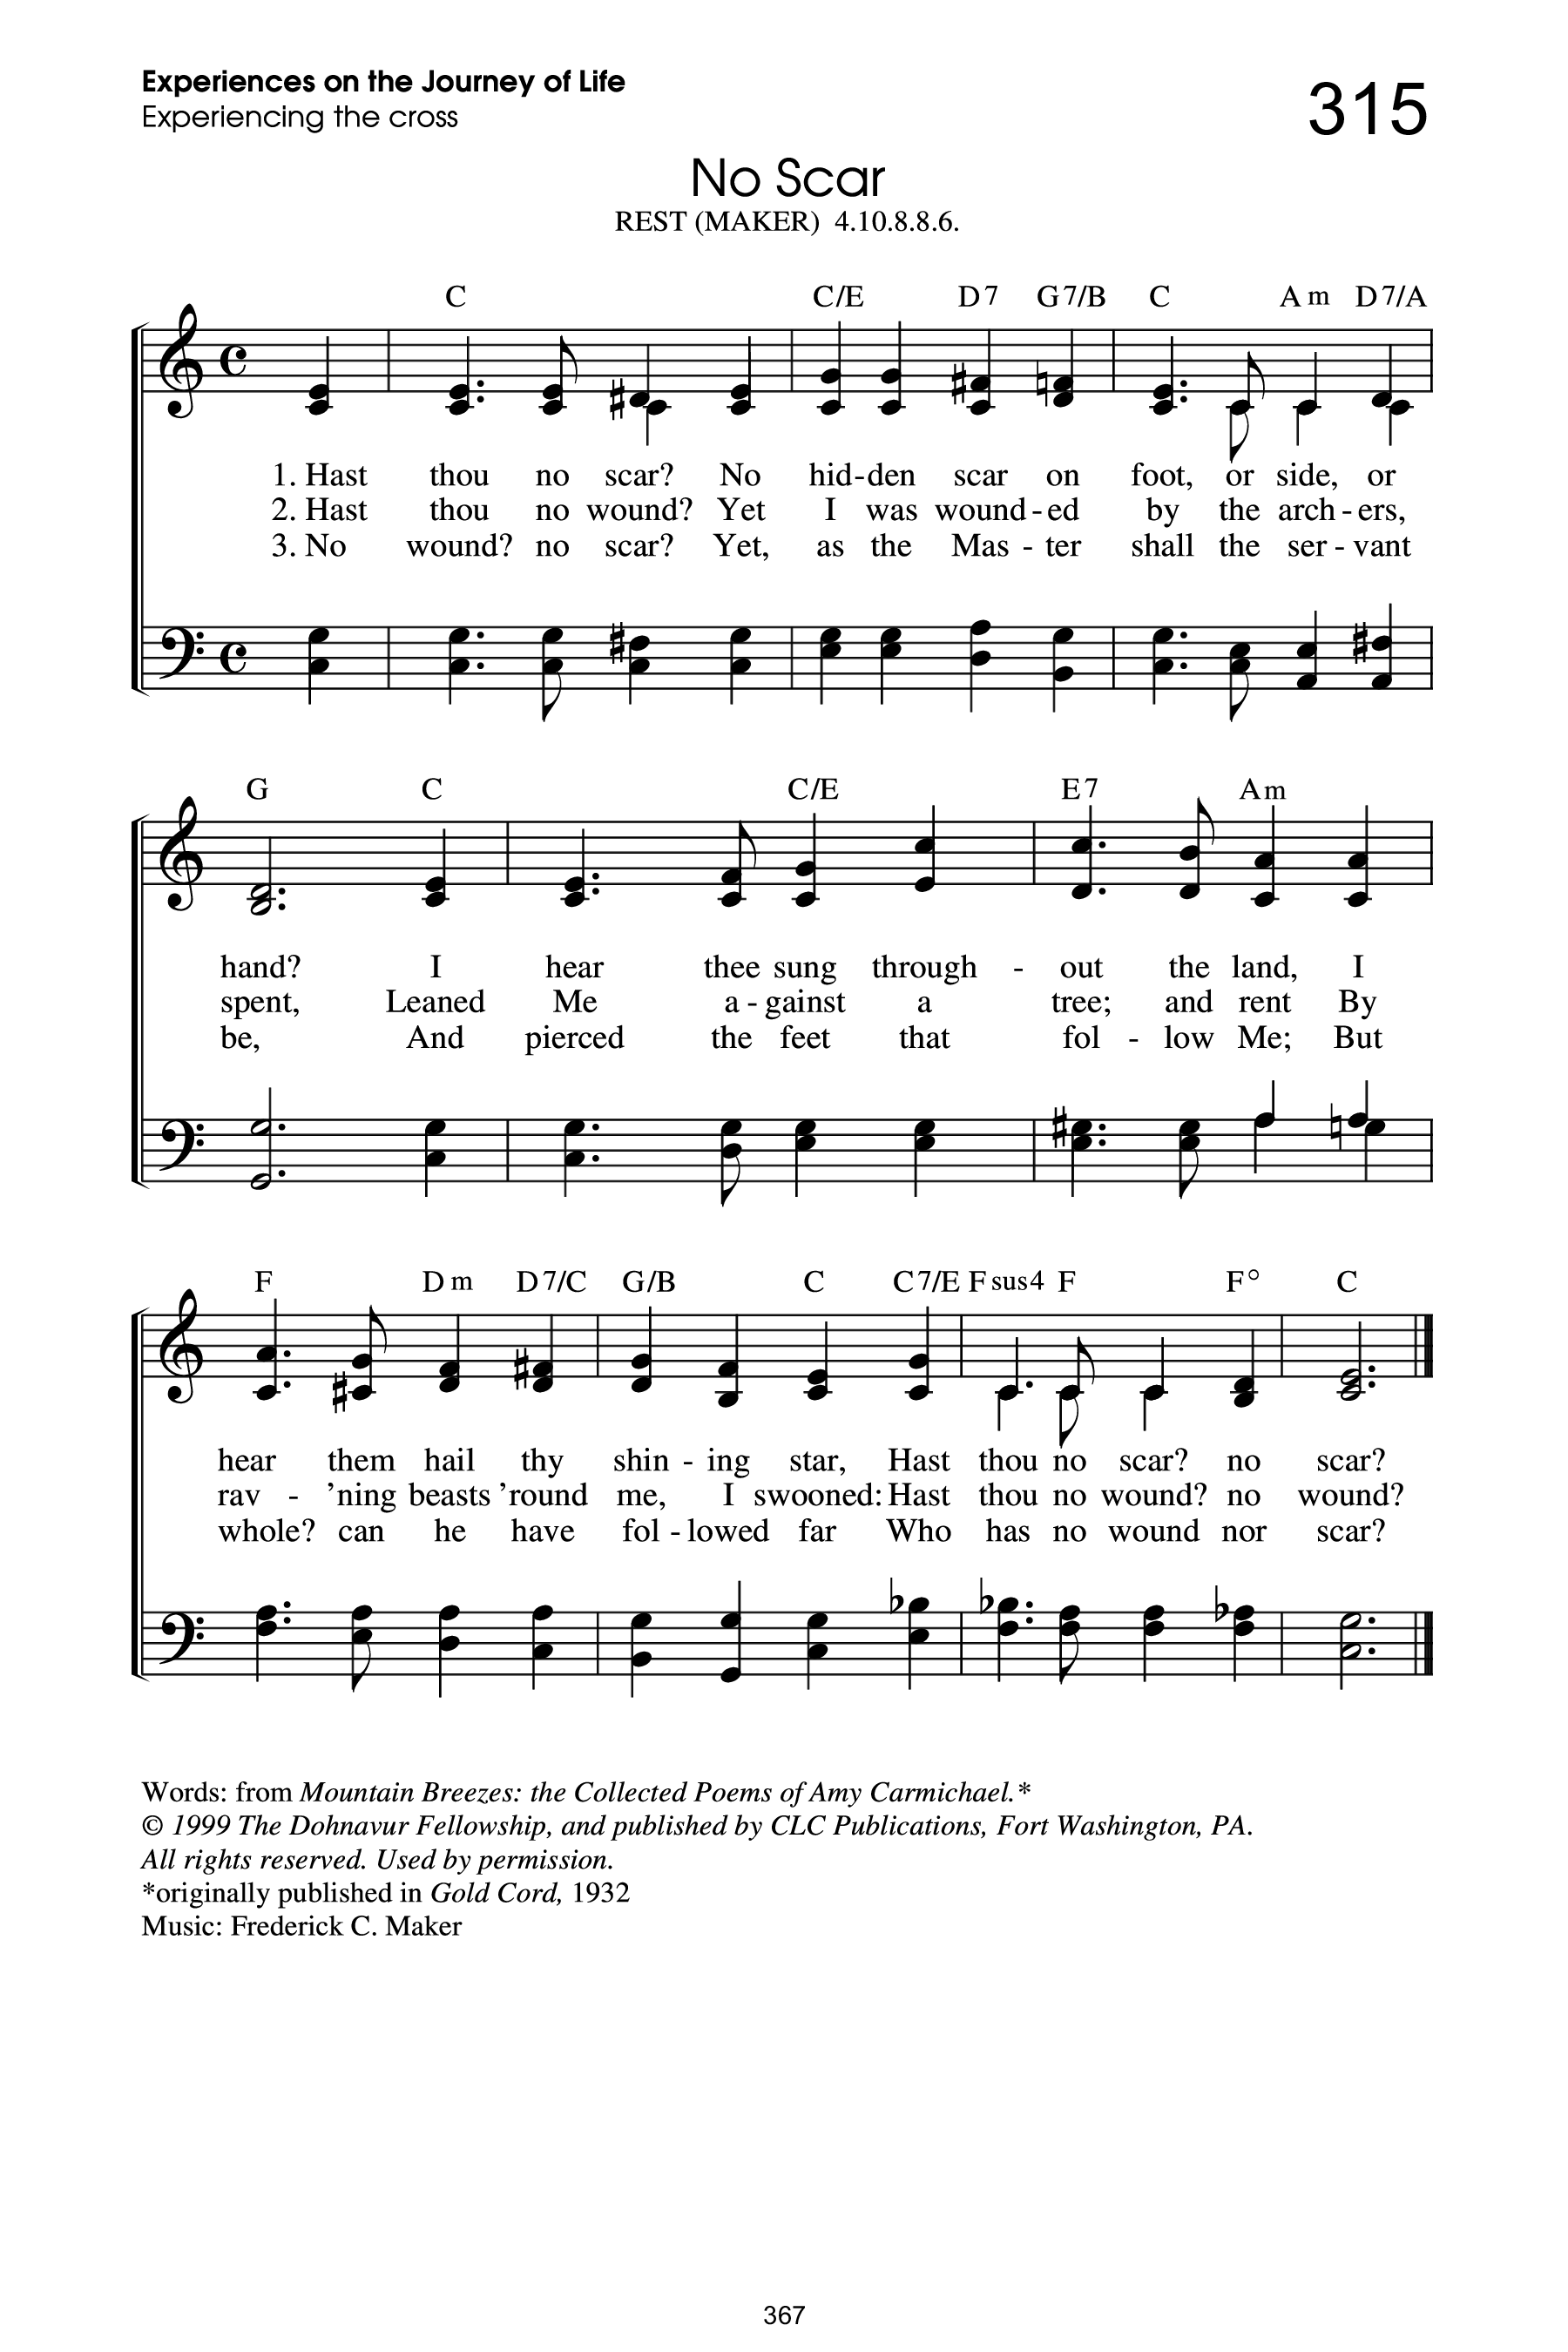 Experiences on the Journey of Life
Experiencing the cross
315
No Scar
REST (MAKER)  4.10.8.8.6.
C C/E D7 G7/B C Am D7/A
1. Hast thou no scar? No hid-den scar on foot, or side, or
2. Hast thou no wound? Yet I was wound-ed by the arch-ers,
3. No wound? no scar? Yet, as the Mas-ter shall the ser-vant
G C C/E E7 Am
hand? I hear thee sung through-out the land, I
spent, Leaned Me a-gainst a tree; and rent By
be, And pierced the feet that fol-low Me; But
F Dm D7/C G/B C C7/E Fsus4 F F° C
hear them hail thy shin-ing star, Hast thou no scar? no scar?
rav-'ning beasts 'round me, I swooned: Hast thou no wound? no wound?
whole? can he have fol-lowed far Who has no wound nor scar?
Words: from Mountain Breezes: the Collected Poems of Amy Carmichael.*
© 1999 The Dohnavur Fellowship, and published by CLC Publications, Fort Washington, PA.
All rights reserved. Used by permission.
*originally published in Gold Cord, 1932
Music: Frederick C. Maker
367